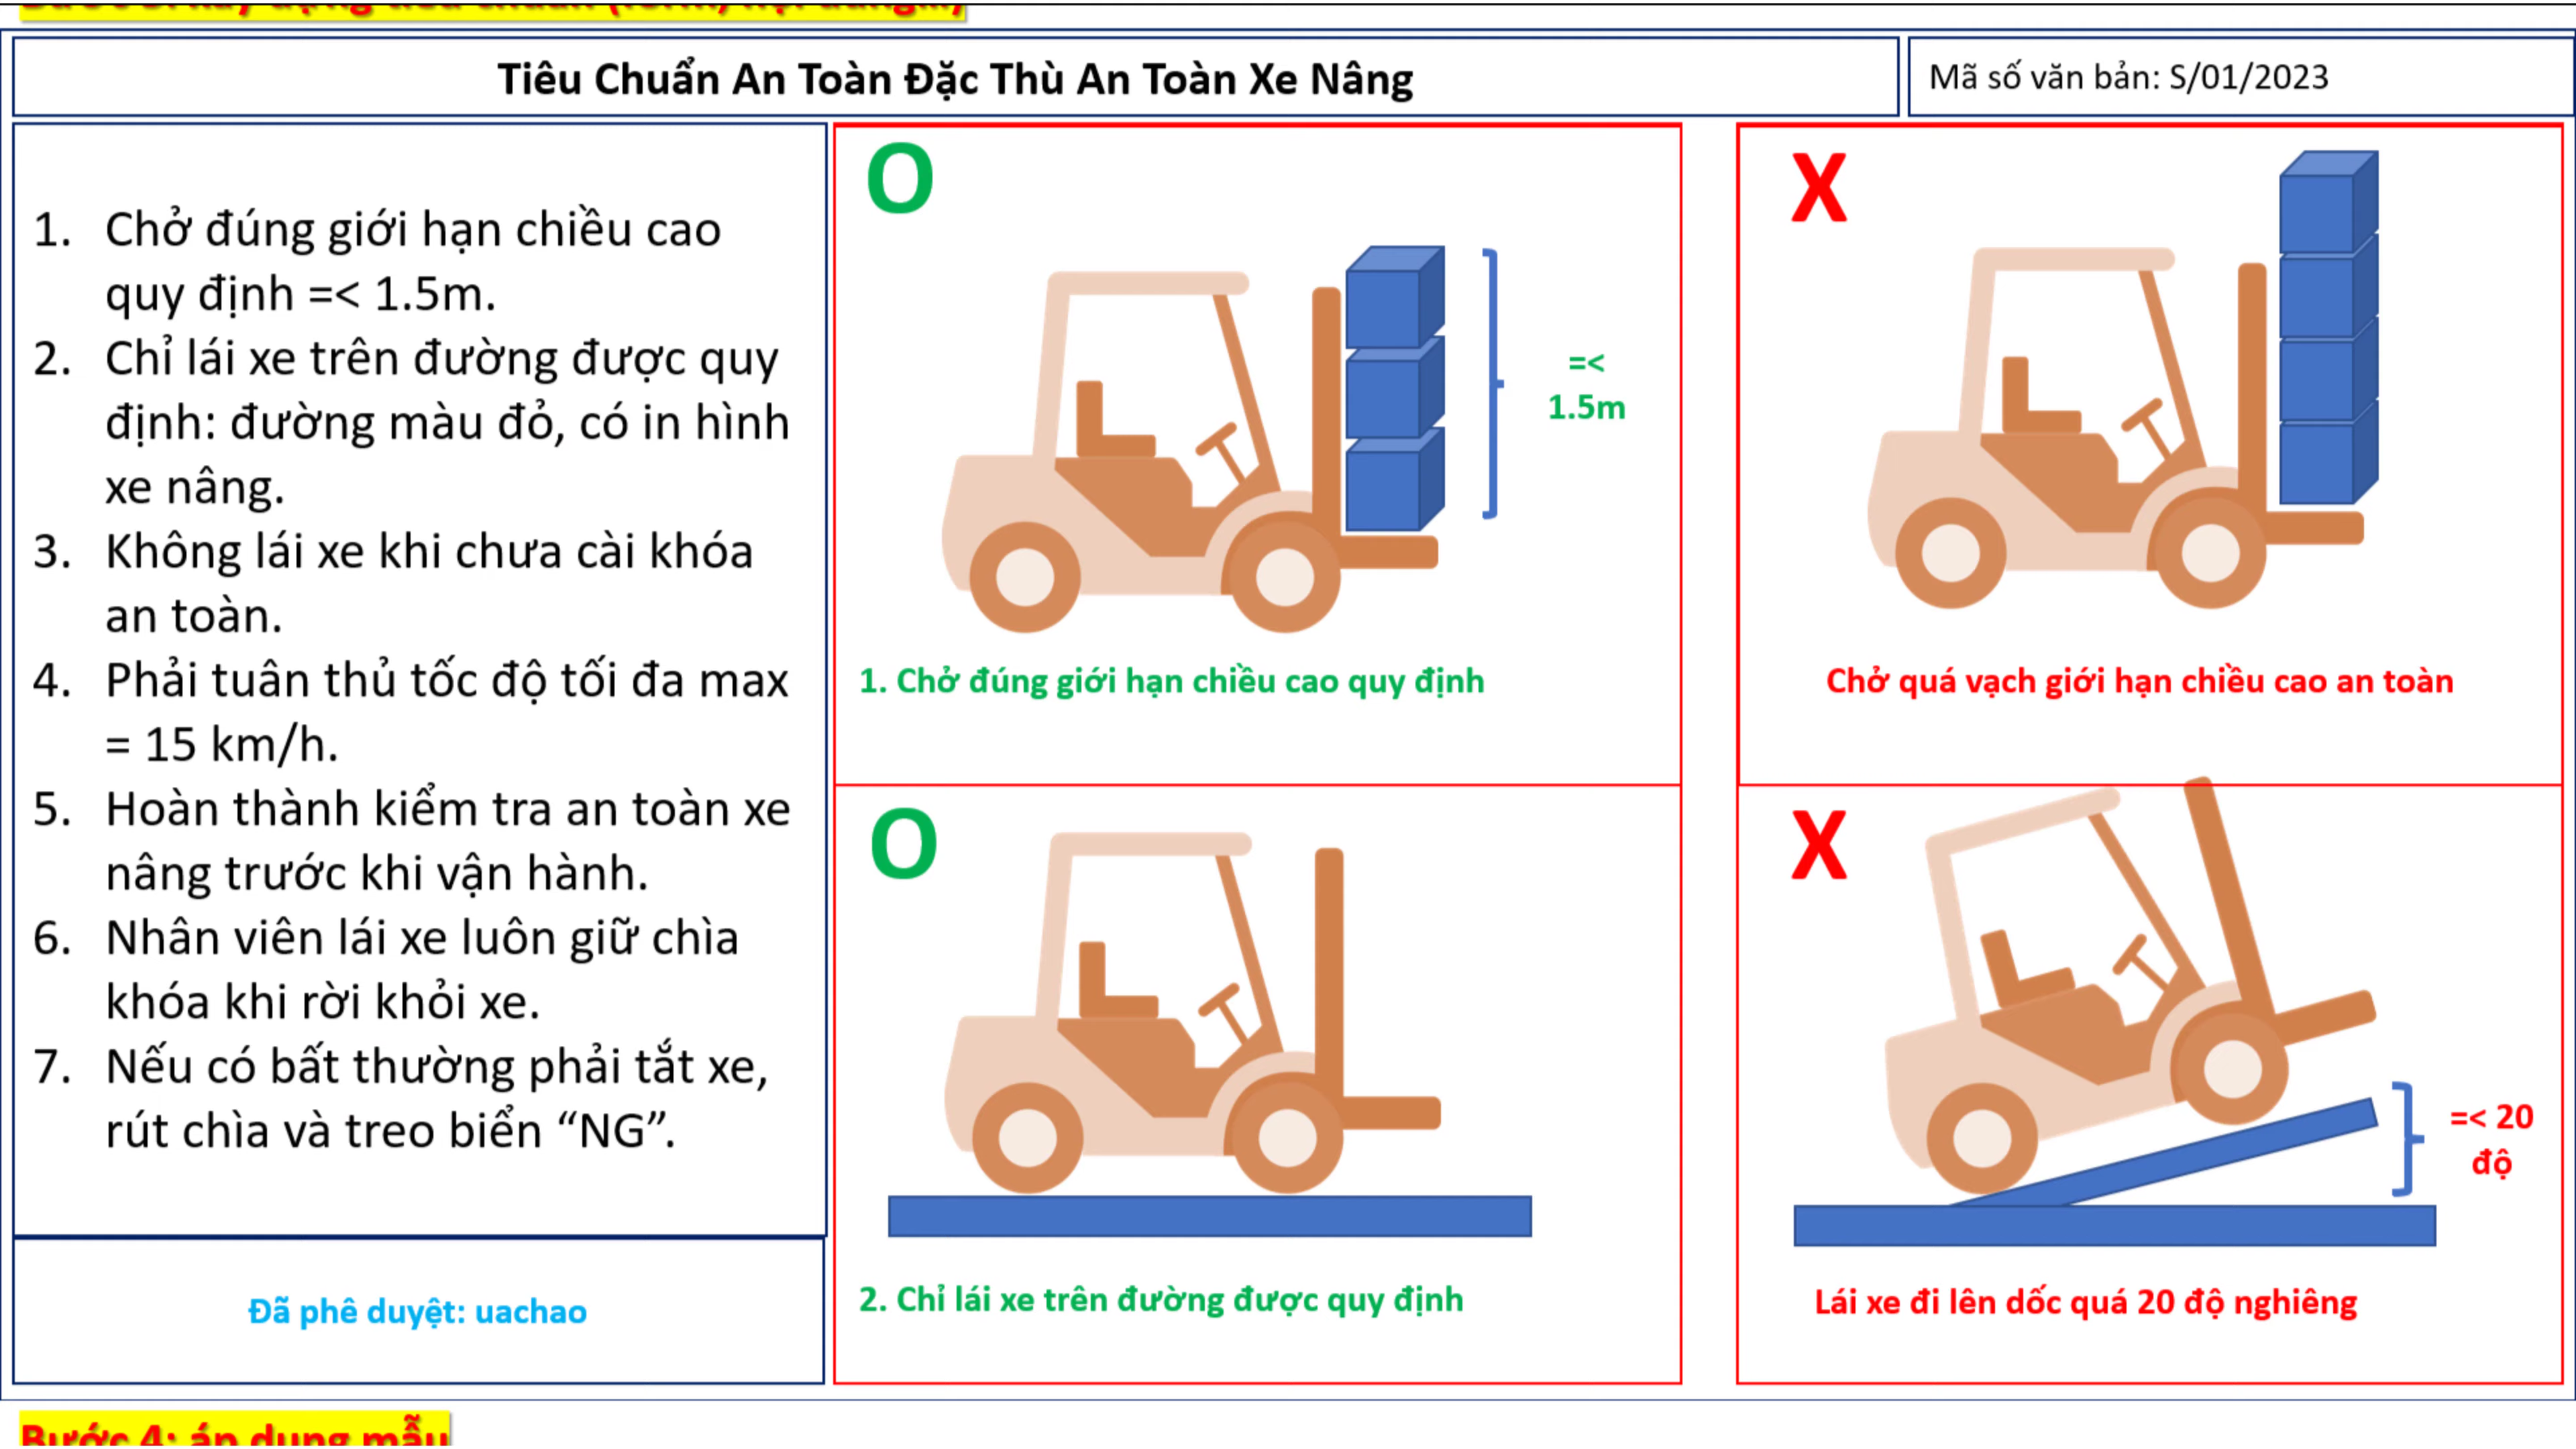 Tiêu Chuẩn An Toàn Đặc Thù An Toàn Xe Nâng
Mã số văn bản: S/01/2023
1. Chở đúng giới hạn chiều cao
quy định =< 1.5m.
2. Chỉ lái xe trên đường được quy
định: đường màu đỏ, có in hình
xe nâng.
3. Không lái xe khi chưa cài khóa
an toàn.
4. Phải tuân thủ tốc độ tối đa max
= 15 km/h.
5. Hoàn thành kiểm tra an toàn xe
nâng trước khi vận hành.
6. Nhân viên lái xe luôn giữ chìa
khóa khi rời khỏi xe.
7. Nếu có bất thường phải tắt xe,
rút chìa và treo biển “NG”.
Đã phê duyệt: uachao
O
=<
1.5m
1. Chở đúng giới hạn chiều cao quy định
X
Chở quá vạch giới hạn chiều cao an toàn
O
2. Chỉ lái xe trên đường được quy định
X
=< 20
độ
Lái xe đi lên dốc quá 20 độ nghiêng
Bước 4: áp dụng mẫu